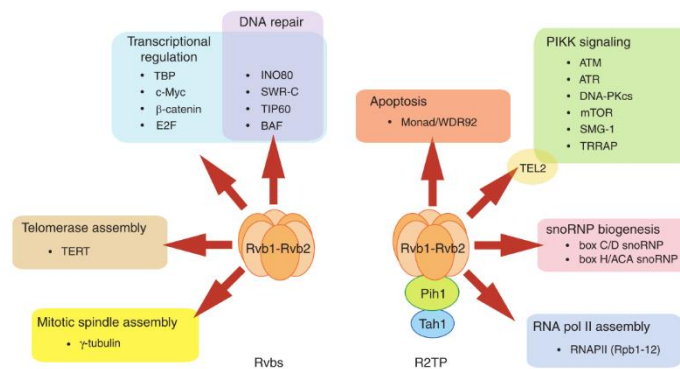 DNA repair
Transcriptional
regulation
• TBP
• c-Myc
• β-catenin
• E2F
• INO80
• SWR-C
• TIP60
• BAF
Telomerase assembly
• TERT
Mitotic spindle assembly
• γ-tubulin
Rvb1-Rvb2
Rvbs
Apoptosis
• Monad/WDR92
PIKK signaling
• ATM
• ATR
• DNA-PKcs
• mTOR
• SMG-1
• TRRAP
TEL2
Rvb1-Rvb2
Pih1
Tah1
R2TP
snoRNP biogenesis
• box C/D snoRNP
• box H/ACA snoRNP
RNA pol II assembly
• RNAPII (Rpb1-12)